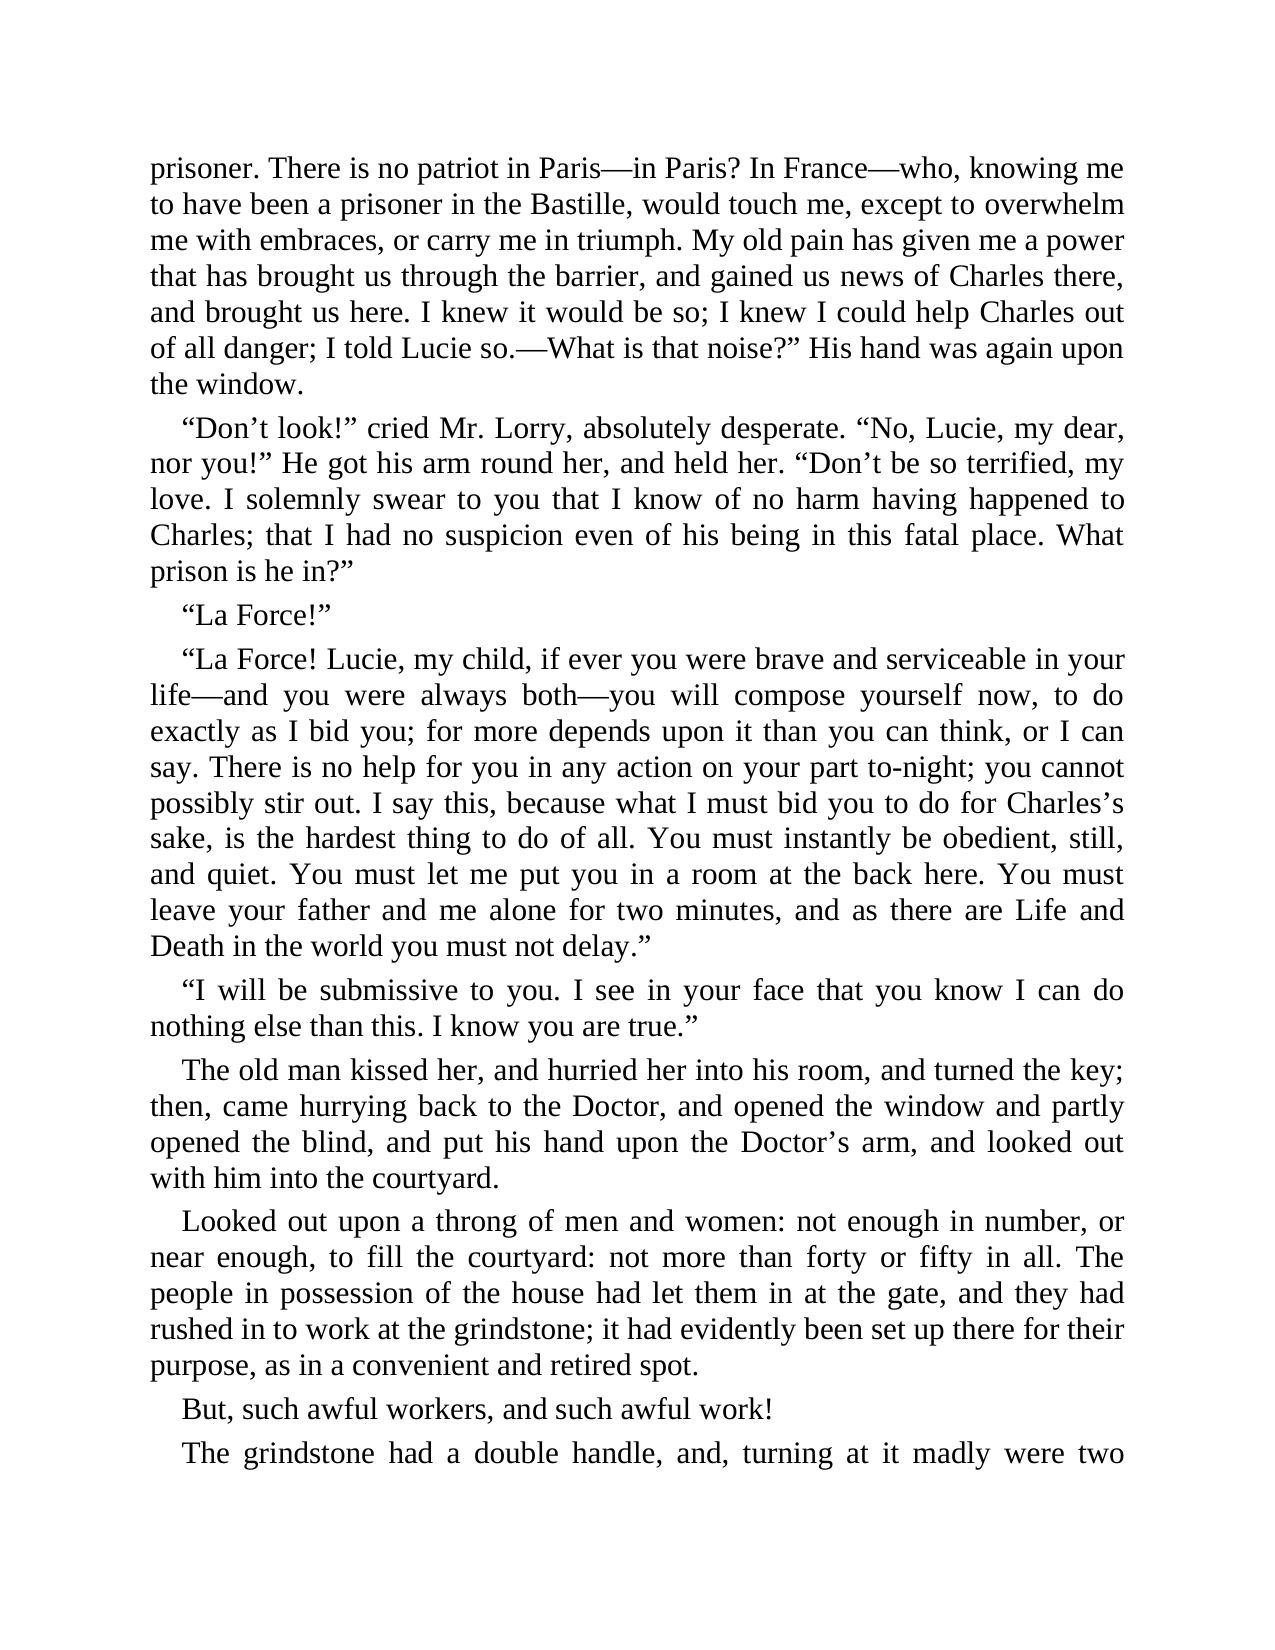 prisoner. There is no patriot in Paris—in Paris? In France—who, knowing me
to have been a prisoner in the Bastille, would touch me, except to overwhelm
me with embraces, or carry me in triumph. My old pain has given me a power
that has brought us through the barrier, and gained us news of Charles there,
and brought us here. I knew it would be so; I knew I could help Charles out
of all danger; I told Lucie so.—What is that noise?” His hand was again upon
the window.
“Don’t look!” cried Mr. Lorry, absolutely desperate. “No, Lucie, my dear,
nor you!” He got his arm round her, and held her. “Don’t be so terrified, my
love. I solemnly swear to you that I know of no harm having happened to
Charles; that I had no suspicion even of his being in this fatal place. What
prison is he in?”
“La Force!”
“La Force! Lucie, my child, if ever you were brave and serviceable in your
life—and you were always both—you will compose yourself now, to do
exactly as I bid you; for more depends upon it than you can think, or I can
say. There is no help for you in any action on your part to-night; you cannot
possibly stir out. I say this, because what I must bid you to do for Charles’s
sake, is the hardest thing to do of all. You must instantly be obedient, still,
and quiet. You must let me put you in a room at the back here. You must
leave your father and me alone for two minutes, and as there are Life and
Death in the world you must not delay.”
“I will be submissive to you. I see in your face that you know I can do
nothing else than this. I know you are true.”
The old man kissed her, and hurried her into his room, and turned the key;
then, came hurrying back to the Doctor, and opened the window and partly
opened the blind, and put his hand upon the Doctor’s arm, and looked out
with him into the courtyard.
Looked out upon a throng of men and women: not enough in number, or
near enough, to fill the courtyard: not more than forty or fifty in all. The
people in possession of the house had let them in at the gate, and they had
rushed in to work at the grindstone; it had evidently been set up there for their
purpose, as in a convenient and retired spot.
But, such awful workers, and such awful work!
The grindstone had a double handle, and, turning at it madly were two